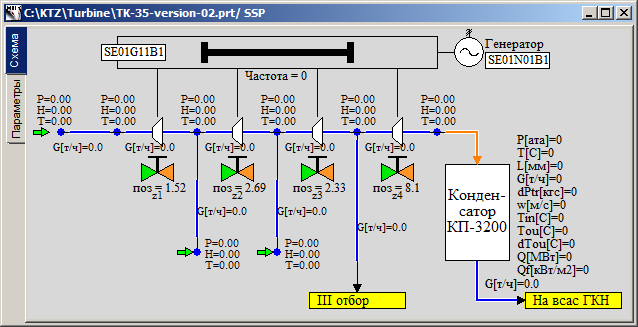 C:\KTZ\Turbine\TK-35-version-02.prt/ SSP
Схема
Параметры
SE01G11B1
Генератор
SE01N01B1
Частота = 0
P=0.00
H=0.00
T=0.00
P=0.00
H=0.00
T=0.00
P=0.00
H=0.00
T=0.00
P=0.00
H=0.00
T=0.00
P=0.00
H=0.00
T=0.00
P=0.00
H=0.00
T=0.00
G[т/ч]=0.0
G[т/ч]=0.0
G[т/ч]=0.0
G[т/ч]=0.0
поз = 1.52
z1
поз = 2.69
z2
поз = 2.33
z3
поз = 8.1
z4
G[т/ч]=0.0
G[т/ч]=0.0
G[т/ч]=0.0
P=0.00
H=0.00
T=0.00
P=0.00
H=0.00
T=0.00
Конден-
сатор
КП-3200
P[ата]=0
T[C]=0
L[мм]=0
G[т/ч]=0
dPtr[кгс]=0
w[м/с]=0
Tin[C]=0
Tou[C]=0
dTou[C]=0
Q[МВт]=0
Qf[кВт/м2]=0
G[т/ч]=0.0
III отбор
На всас ГКН